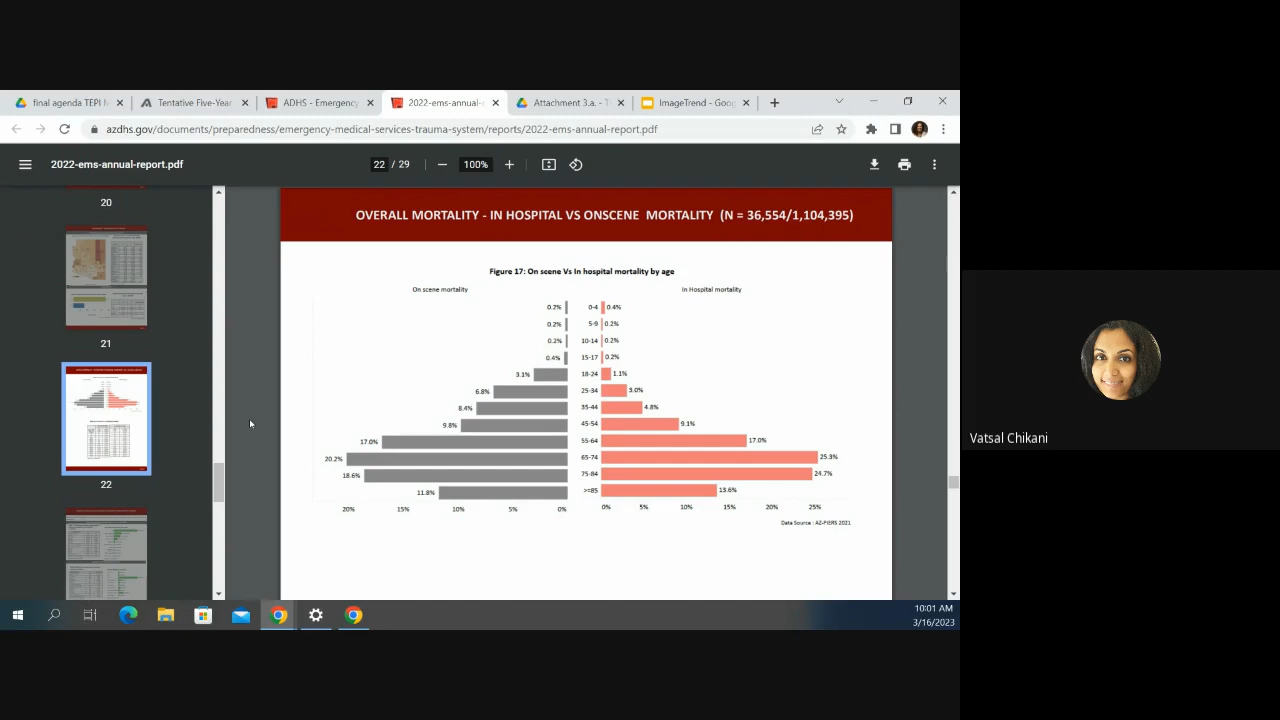 final agenda TEPI M
Tentative Five-Year
ADHS - Emergency
2022-ems-annual-r
Attachment 3.a. - T
ImageTrend - Goog
azdhs.gov/documents/preparedness/emergency-medical-services-trauma-system/reports/2022-ems-annual-report.pdf
2022-ems-annual-report.pdf
22 / 29
100%
20
21
22
OVERALL MORTALITY - IN HOSPITAL VS ONSCENE MORTALITY (N = 36,554/1,104,395)
Figure 17: On scene Vs In hospital mortality by age
On scene mortality
In Hospital mortality
0.2% 0-4 0.4%
0.2% 5-9 0.2%
0.2% 10-14 0.2%
0.4% 15-17 0.2%
3.1% 18-24 1.1%
6.8% 25-34 3.0%
8.4% 35-44 4.8%
9.8% 45-54 9.1%
17.0% 55-64 17.0%
20.2% 65-74 25.3%
18.6% 75-84 24.7%
11.8% >=85 13.6%
20% 15% 10% 5% 0% 0% 5% 10% 15% 20% 25%
Data Source : AZ-PIERS 2021
Vatsal Chikani
10:01 AM
3/16/2023